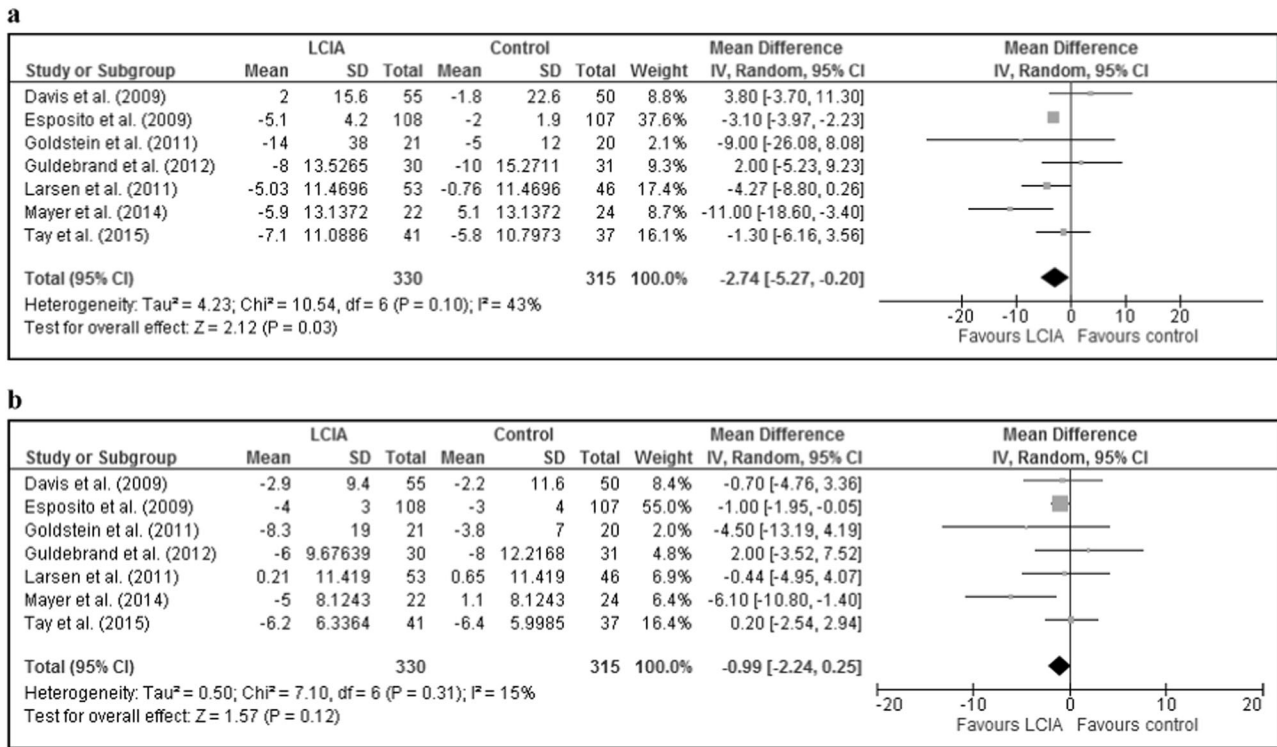 a
LCIA Control Mean Difference Mean Difference
Study or Subgroup Mean SD Total Mean SD Total Weight IV, Random, 95% CI IV, Random, 95% CI
Davis et al. (2009) 2 15.6 55 -1.8 22.6 50 8.8% 3.80 [-3.70, 11.30]
Esposito et al. (2009) -5.1 4.2 108 -2 1.9 107 37.6% -3.10 [-3.97, -2.23]
Goldstein et al. (2011) -14 38 21 -5 12 20 2.1% -9.00 [-26.08, 8.08]
Guldebrand et al. (2012) -8 13.5265 30 -10 15.2711 31 9.3% 2.00 [-5.23, 9.23]
Larsen et al. (2011) -5.03 11.4696 53 -0.76 11.4696 46 17.4% -4.27 [-8.80, 0.26]
Mayer et al. (2014) -5.9 13.1372 22 5.1 13.1372 24 8.7% -11.00 [-18.60, -3.40]
Tay et al. (2015) -7.1 11.0886 41 -5.8 10.7973 37 16.1% -1.30 [-6.16, 3.56]
Total (95% CI) 330 315 100.0% -2.74 [-5.27, -0.20]
Heterogeneity: Tau² = 4.23; Chi² = 10.54, df = 6 (P = 0.10); I² = 43%
Test for overall effect: Z = 2.12 (P = 0.03)
-20 -10 0 10 20
Favours LCIA Favours control
b
LCIA Control Mean Difference Mean Difference
Study or Subgroup Mean SD Total Mean SD Total Weight IV, Random, 95% CI IV, Random, 95% CI
Davis et al. (2009) -2.9 9.4 55 -2.2 11.6 50 8.4% -0.70 [-4.76, 3.36]
Esposito et al. (2009) -4 3 108 -3 4 107 55.0% -1.00 [-1.95, -0.05]
Goldstein et al. (2011) -8.3 19 21 -3.8 7 20 2.0% -4.50 [-13.19, 4.19]
Guldebrand et al. (2012) -6 9.67639 30 -8 12.2168 31 4.8% 2.00 [-3.52, 7.52]
Larsen et al. (2011) 0.21 11.419 53 0.65 11.419 46 6.9% -0.44 [-4.95, 4.07]
Mayer et al. (2014) -5 8.1243 22 1.1 8.1243 24 6.4% -6.10 [-10.80, -1.40]
Tay et al. (2015) -6.2 6.3364 41 -6.4 5.9985 37 16.4% 0.20 [-2.54, 2.94]
Total (95% CI) 330 315 100.0% -0.99 [-2.24, 0.25]
Heterogeneity: Tau² = 0.50; Chi² = 7.10, df = 6 (P = 0.31); I² = 15%
Test for overall effect: Z = 1.57 (P = 0.12)
-20 -10 0 10 20
Favours LCIA Favours control